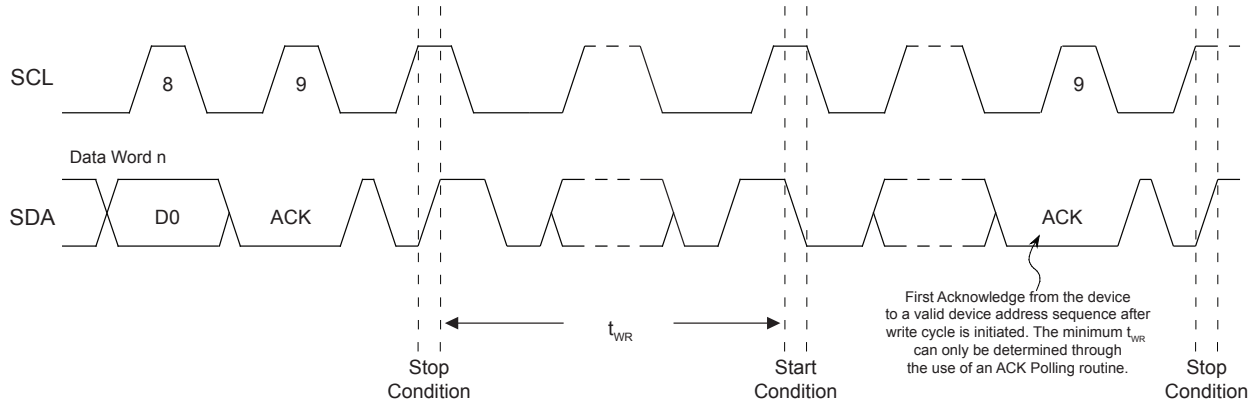 SCL
8
9
9
Data Word n
SDA
D0
ACK
ACK
First Acknowledge from the device
to a valid device address sequence after
write cycle is initiated. The minimum tWR
can only be determined through
the use of an ACK Polling routine.
tWR
Stop
Condition
Start
Condition
Stop
Condition